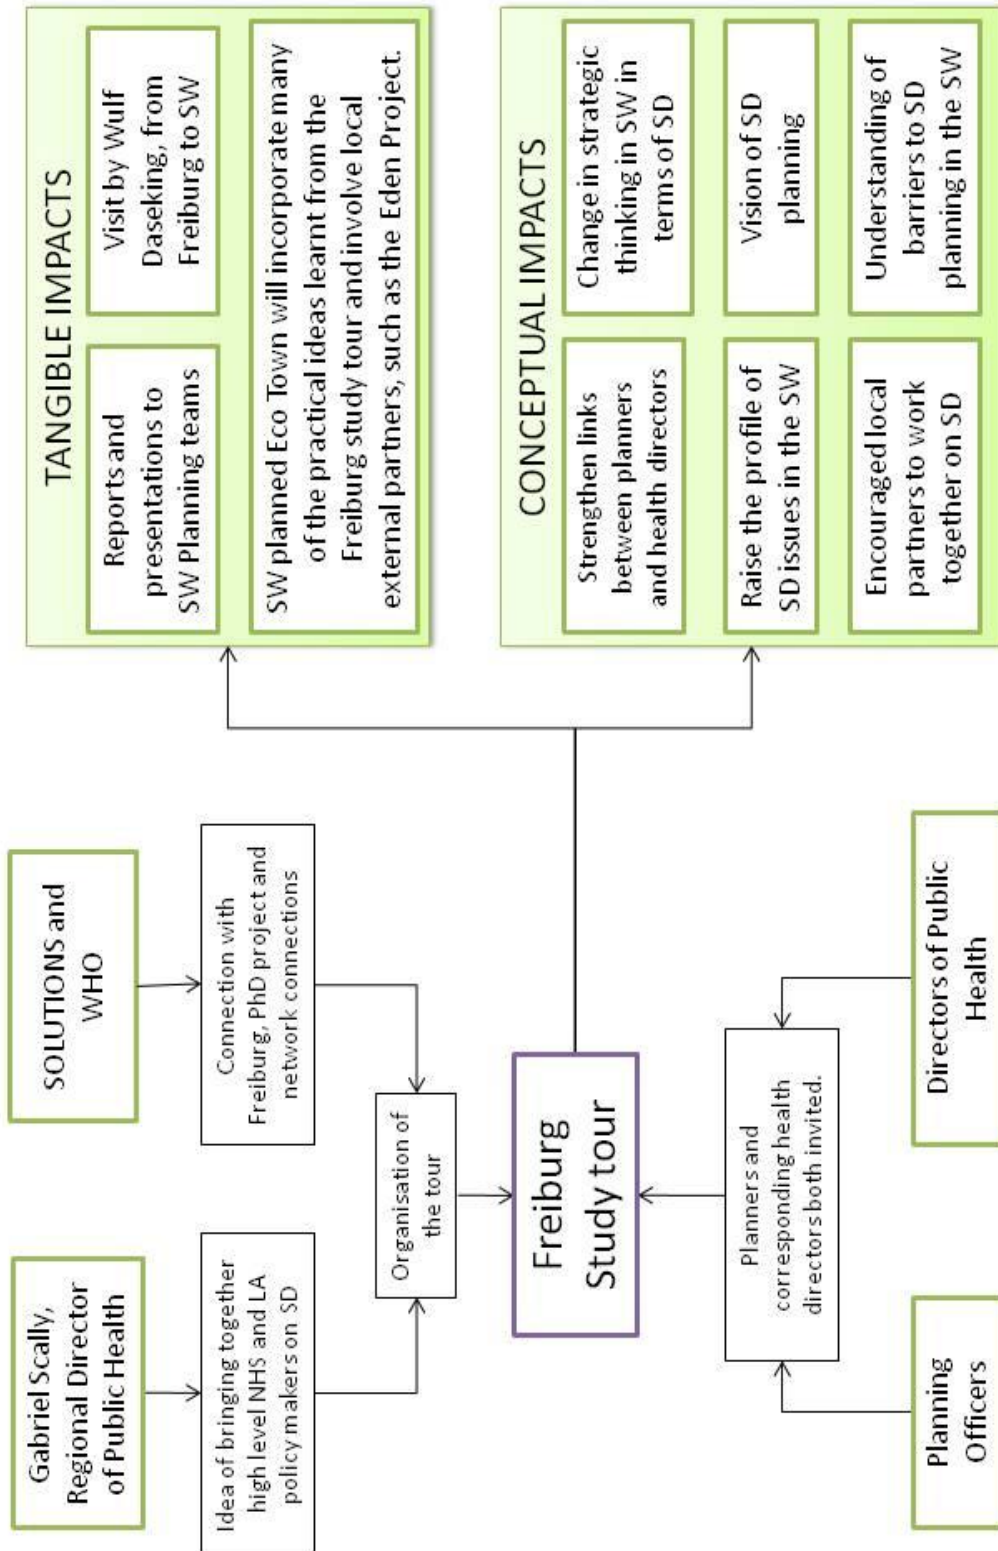 Gabriel Scally,
Regional Director
of Public Health
SOLUTIONS and
WHO
Idea of bringing together
high level NHS and LA
policy makers on SD
Connection with
Freiburg, PhD project and
network connections
Organisation of
the tour
Freiburg
Study tour
Planners and
corresponding health
directors both invited.
Planning
Officers
Directors of Public
Health
TANGIBLE IMPACTS
Reports and
presentations to
SW Planning teams
Visit by Wulf
Daseking, from
Freiburg to SW
SW planned Eco Town will incorporate many
of the practical ideas learnt from the
Freiburg study tour and involve local
external partners, such as the Eden Project.
CONCEPTUAL IMPACTS
Strengthen links
between planners
and health directors
Change in strategic
thinking in SW in
terms of SD
Raise the profile of
SD issues in the SW
Vision of SD
planning
Encouraged local
partners to work
together on SD
Understanding of
barriers to SD
planning in the SW